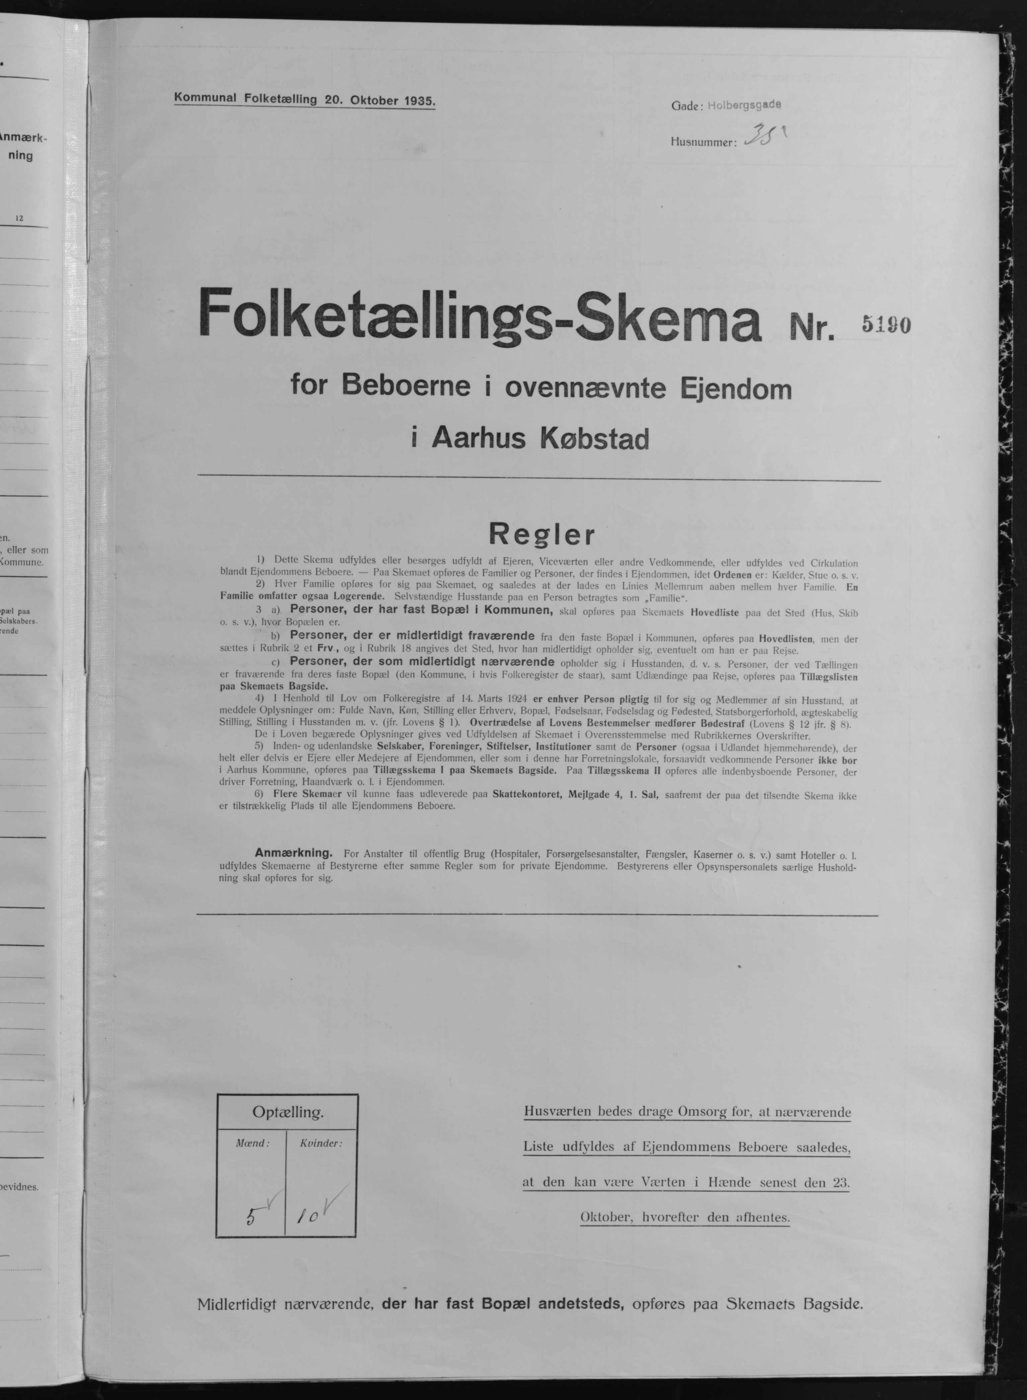 Anmærk-
ning
12
en.
, eller som
Kommune.
opæl paa
Selskabers-
rende
bevidnes.
Kommunal Folketælling 20. Oktober 1935.
Gade: Holbergsgade
Husnummer:
Folketællings-Skema Nr. 5190
for Beboerne i ovennævnte Ejendom
i Aarhus Købstad
Regler
1) Dette Skema udfyldes eller besørges udfyldt af Ejeren, Viceværten eller andre Vedkommende, eller udfyldes ved Cirkulation
blandt Ejendommens Beboere. — Paa Skemaet opføres de Familier og Personer, der findes i Ejendommen, idet Ordenen er: Kælder, Stue o. s. v.
2) Hver Familie opføres for sig paa Skemaet, og saaledes at der lades en Linies Mellemrum aaben mellem hver Familie. En
Familie omfatter ogsaa Logerende. Selvstændige Husstande paa en Person betragtes som „Familie“.
3 a) Personer, der har fast Bopæl i Kommunen, skal opføres paa Skemaets Hovedliste paa det Sted (Hus, Skib
o. s. v.), hvor Bopælen er.
b) Personer, der er midlertidigt fraværende fra den faste Bopæl i Kommunen, opføres paa Hovedlisten, men der
sættes i Rubrik 2 et Frv., og i Rubrik 18 angives det Sted, hvor han midlertidigt opholder sig, eventuelt om han er paa Rejse.
c) Personer, der som midlertidigt nærværende opholder sig i Husstanden, d. v. s. Personer, der ved Tællingen
er fraværende fra deres faste Bopæl (den Kommune, i hvis Folkeregister de staar), samt Udlændinge paa Rejse, opføres paa Tillægslisten
paa Skemaets Bagside.
4) I Henhold til Lov om Folkeregistre af 14. Marts 1924 er enhver Person pligtig til for sig og Medlemmer af sin Husstand, at
meddele Oplysninger om: Fulde Navn, Køn, Stilling eller Erhverv, Bopæl, Fødselsaar, Fødselsdag og Fødested, Statsborgerforhold, ægteskabelig
Stilling, Stilling i Husstanden m. v. (jfr. Lovens § 1). Overtrædelse af Lovens Bestemmelser medfører Bødestraf (Lovens § 12 jfr. § 8).
De i Loven begærede Oplysninger gives ved Udfyldelsen af Skemaet i Overensstemmelse med Rubrikkernes Overskrifter.
5) Inden- og udenlandske Selskaber, Foreninger, Stiftelser, Institutioner samt de Personer (ogsaa i Udlandet hjemmehørende), der
helt eller delvis er Ejere eller Medejere af Ejendommen, eller som i denne har Forretningslokale, forsaavidt vedkommende Personer ikke bor
i Aarhus Kommune, opføres paa Tillægsskema I paa Skemaets Bagside. Paa Tillægsskema II opføres alle indenbysboende Personer, der
driver Forretning, Haandværk o. l. i Ejendommen.
6) Flere Skemaer vil kunne faas udleverede paa Skattekontoret, Mejlgade 4, 1. Sal, saafremt der paa det tilsendte Skema ikke
er tilstrækkelig Plads til alle Ejendommens Beboere.
Anmærkning. For Anstalter til offentlig Brug (Hospitaler, Forsørgelsesanstalter, Fængsler, Kaserner o. s. v.) samt Hoteller o. l.
udfyldes Skemaerne af Bestyrerne efter samme Regler som for private Ejendomme. Bestyrerens eller Opsynspersonalets særlige Hushold-
ning skal opføres for sig.
Optælling.
Mænd: Kvinder:
5 10
Husværten bedes drage Omsorg for, at nærværende
Liste udfyldes af Ejendommens Beboere saaledes,
at den kan være Værten i Hænde senest den 23.
Oktober, hvorefter den afhentes.
Midlertidigt nærværende, der har fast Bopæl andetsteds, opføres paa Skemaets Bagside.